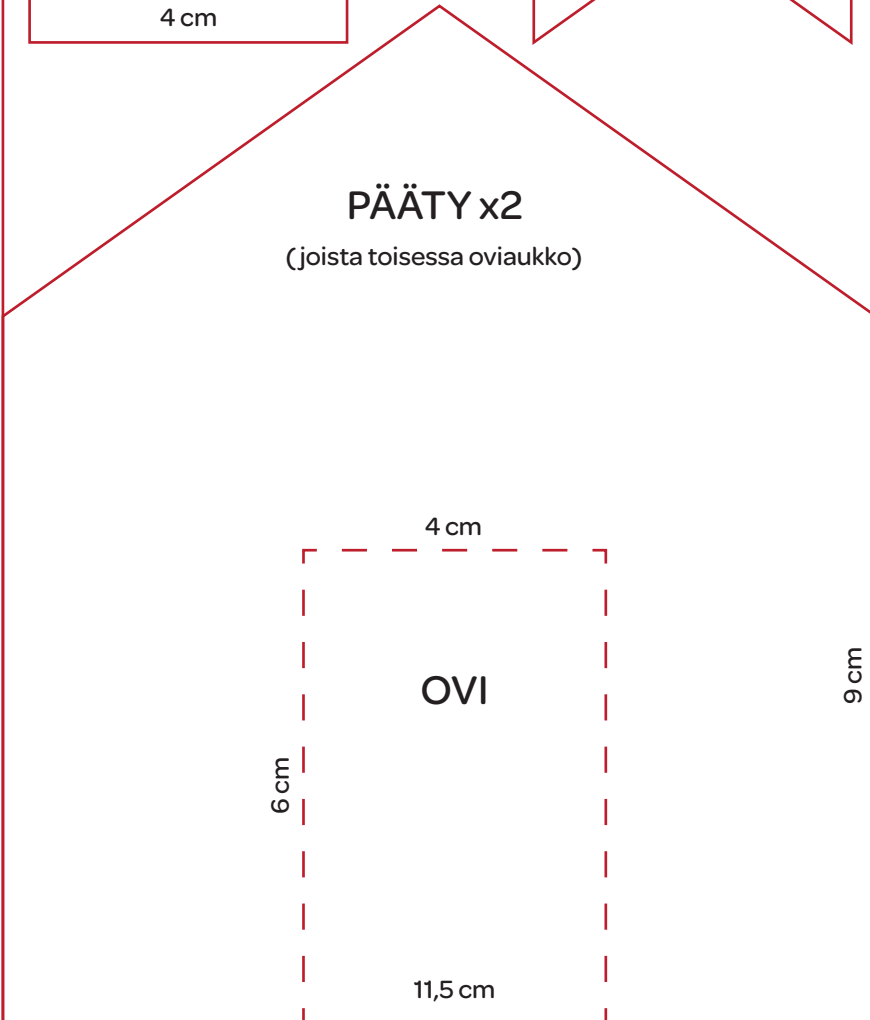 4 cm
PÄÄTY x2
(joista toisessa oviaukko)
4 cm
OVI
9 cm
6 cm
11,5 cm